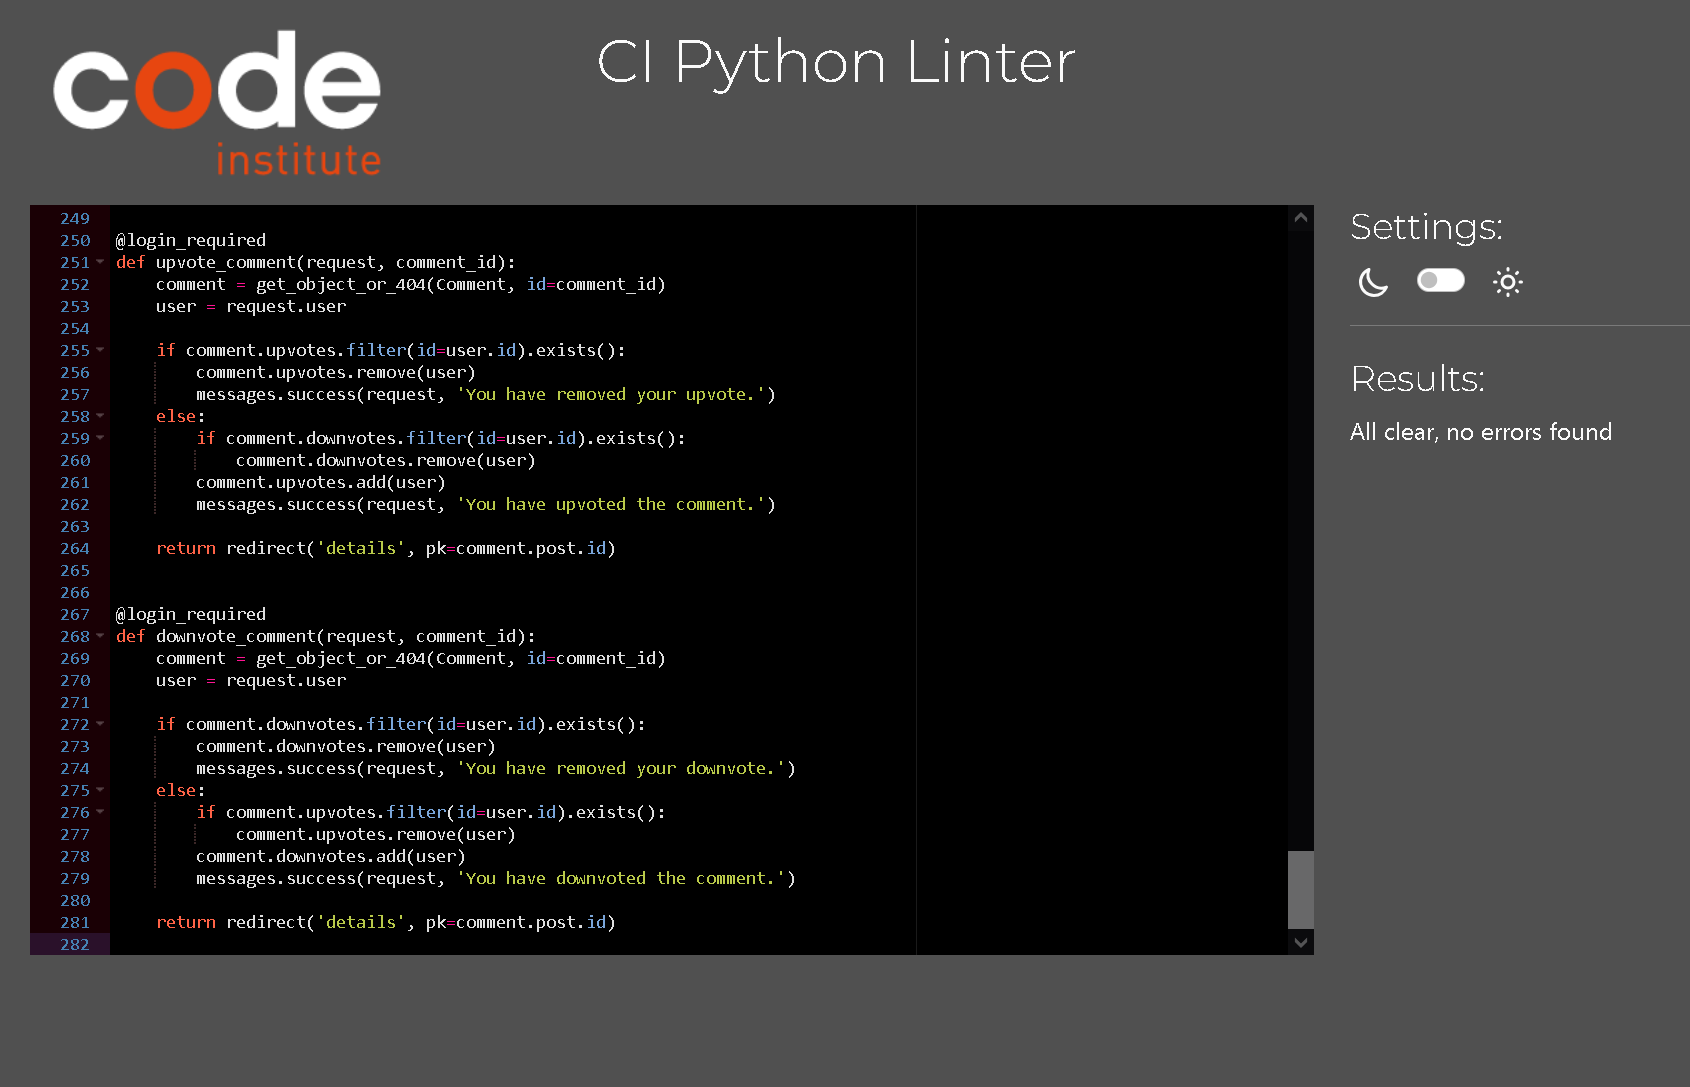 code
institute
CI Python Linter
249
250 @login_required
251 def upvote_comment(request, comment_id):
252     comment = get_object_or_404(Comment, id=comment_id)
253     user = request.user
254
255     if comment.upvotes.filter(id=user.id).exists():
256         comment.upvotes.remove(user)
257         messages.success(request, 'You have removed your upvote.')
258     else:
259         if comment.downvotes.filter(id=user.id).exists():
260             comment.downvotes.remove(user)
261         comment.upvotes.add(user)
262         messages.success(request, 'You have upvoted the comment.')
263
264     return redirect('details', pk=comment.post.id)
265
266
267 @login_required
268 def downvote_comment(request, comment_id):
269     comment = get_object_or_404(Comment, id=comment_id)
270     user = request.user
271
272     if comment.downvotes.filter(id=user.id).exists():
273         comment.downvotes.remove(user)
274         messages.success(request, 'You have removed your downvote.')
275     else:
276         if comment.upvotes.filter(id=user.id).exists():
277             comment.upvotes.remove(user)
278         comment.downvotes.add(user)
279         messages.success(request, 'You have downvoted the comment.')
280
281     return redirect('details', pk=comment.post.id)
282
Settings:
Results:
All clear, no errors found